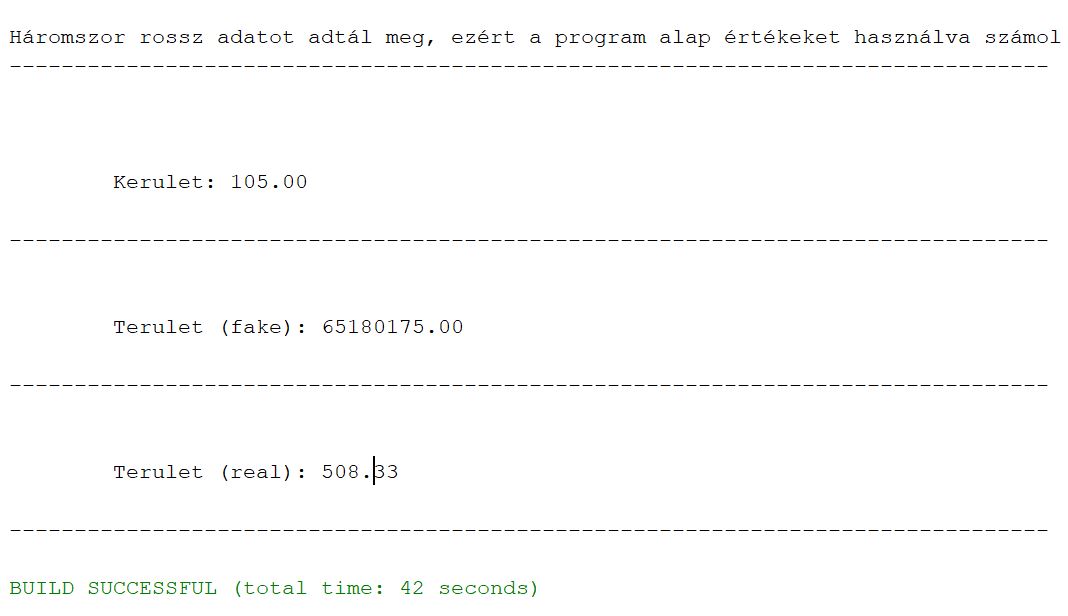 Háromszor rossz adatot adtál meg, ezért a program alap értékeket használva számol
--------------------------------------------------------------------------------
Kerulet: 105.00
--------------------------------------------------------------------------------
Terulet (fake): 65180175.00
--------------------------------------------------------------------------------
Terulet (real): 508.33
--------------------------------------------------------------------------------
BUILD SUCCESSFUL (total time: 42 seconds)